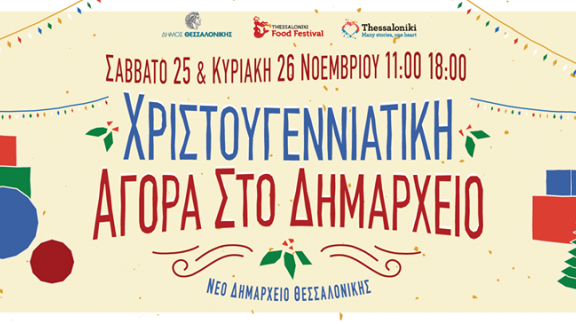 ΔΗΜΟΣ ΘΕΣΣΑΛΟΝΙΚΗΣ
THESSALONIKI
Food Festival
Thessaloniki
Many stories, one heart
ΣΑΒΒΑΤΟ 25 & ΚΥΡΙΑΚΗ 26 ΝΟΕΜΒΡΙΟΥ 11:00 18:00
ΧΡΙΣΤΟΥΓΕΝΝΙΑΤΙΚΗ
ΑΓΟΡΑ ΣΤΟ ΔΗΜΑΡΧΕΙΟ
ΝΕΟ ΔΗΜΑΡΧΕΙΟ ΘΕΣΣΑΛΟΝΙΚΗΣ